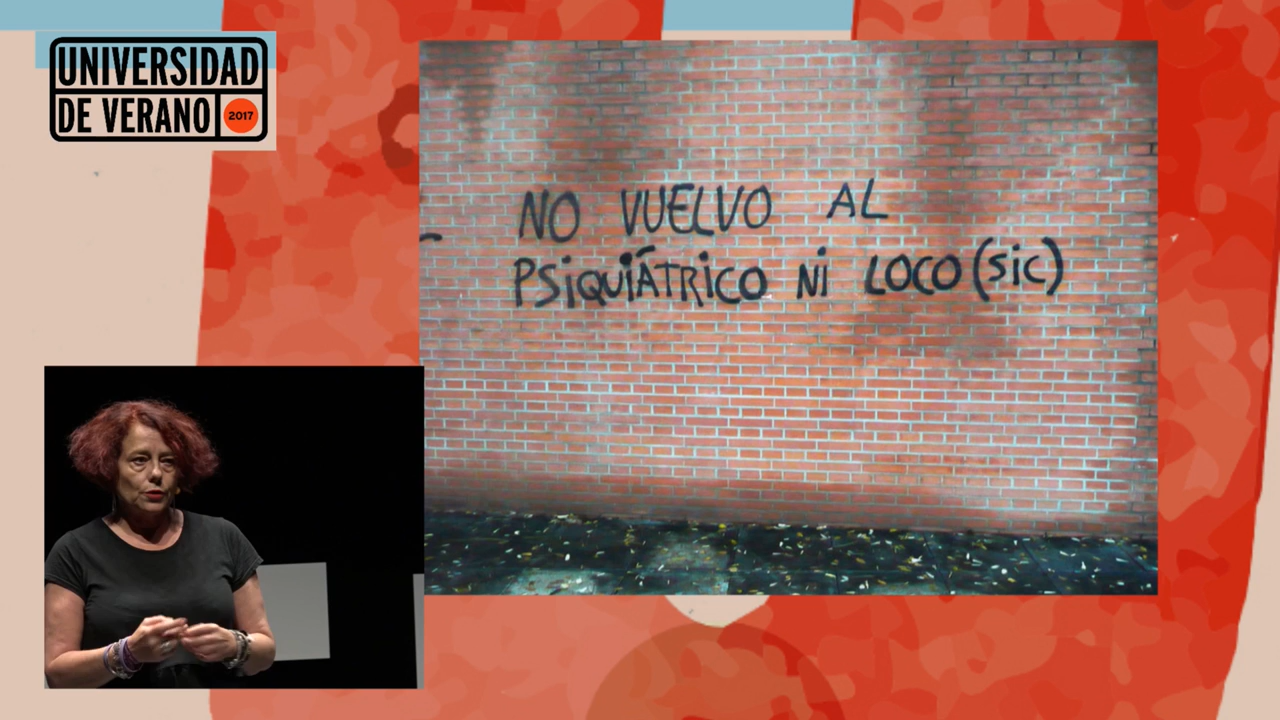 UNIVERSIDAD
DE VERANO 2017
NO VUELVO AL
PSIQUIÁTRICO NI LOCO (SIC)